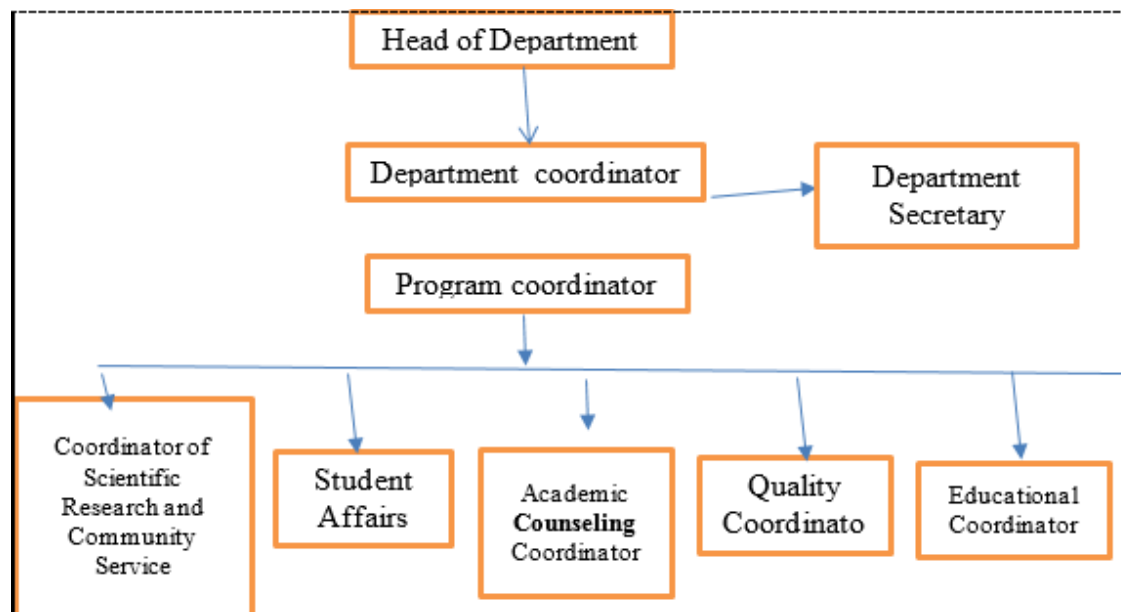 Head of Department
Department coordinator
Department
Secretary
Program coordinator
Coordinator of
Scientific
Research and
Community
Service
Student
Affairs
Academic
Counseling
Coordinator
Quality
Coordinato
Educational
Coordinator